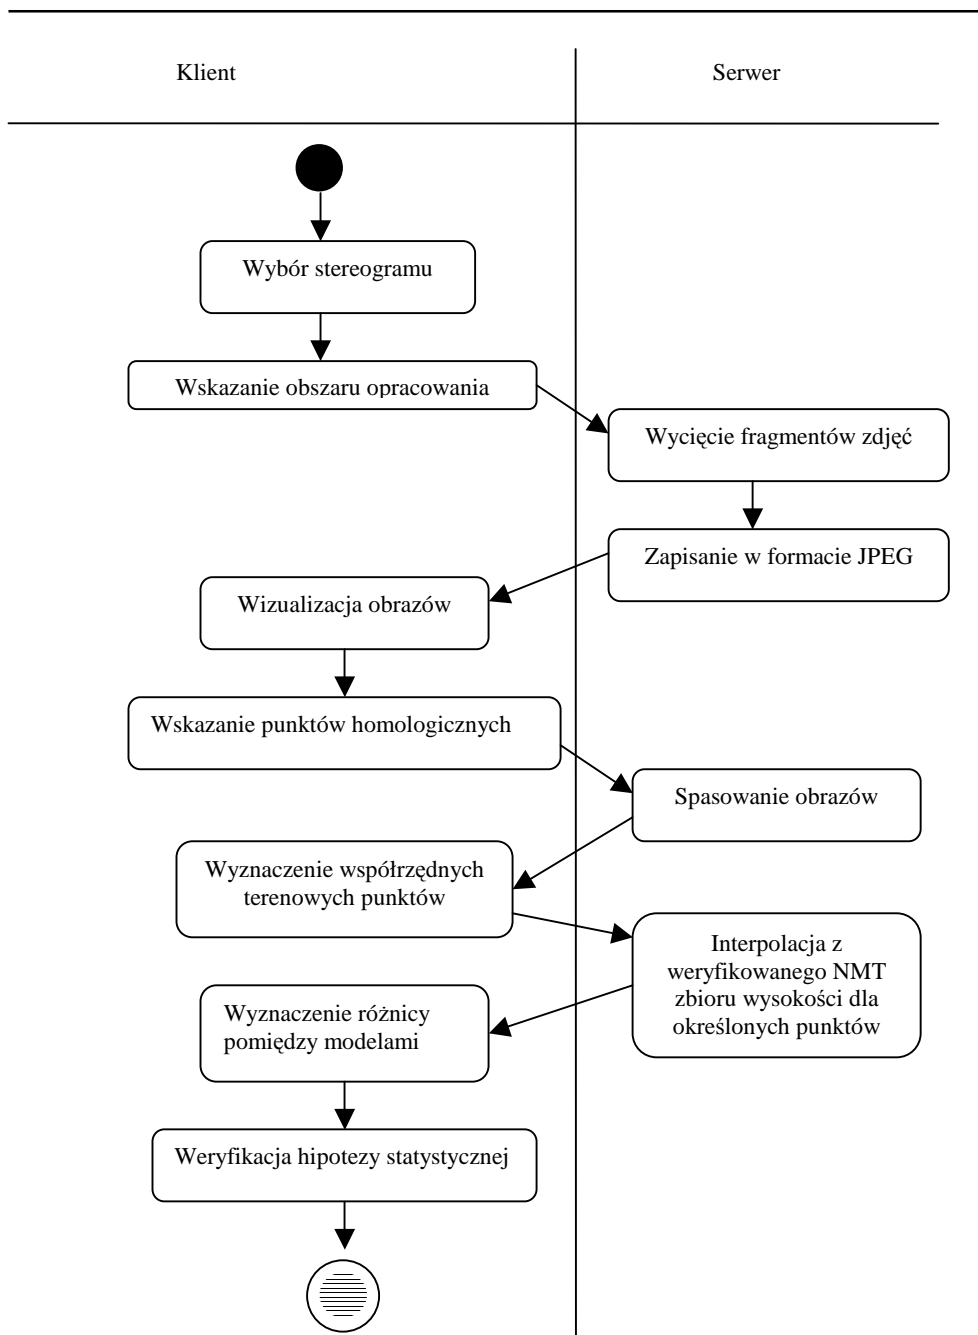 Klient
Serwer
Wybór stereogramu
Wskazanie obszaru opracowania
Wycięcie fragmentów zdjęć
Zapisanie w formacie JPEG
Wizualizacja obrazów
Wskazanie punktów homologicznych
Spasowanie obrazów
Wyznaczenie współrzędnych
terenowych punktów
Interpolacja z
weryfikowanego NMT
zbioru wysokości dla
określonych punktów
Wyznaczenie różnicy
pomiędzy modelami
Weryfikacja hipotezy statystycznej